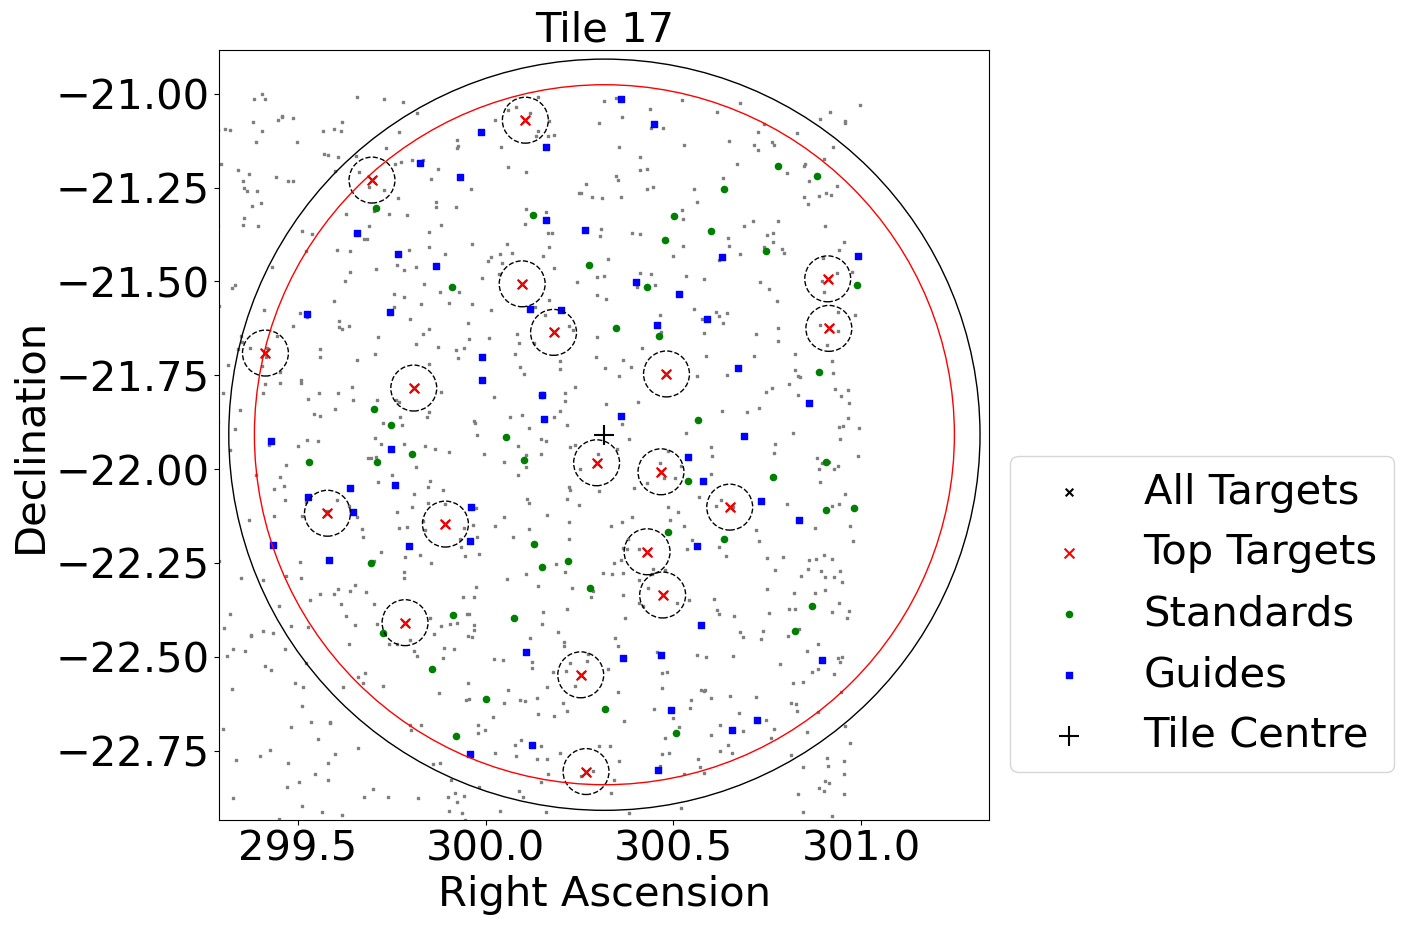 Tile 17
−21.00
−21.25
−21.50
−21.75
−22.00
−22.25
−22.50
−22.75
Declination
299.5 300.0 300.5 301.0
Right Ascension
All Targets
Top Targets
Standards
Guides
Tile Centre